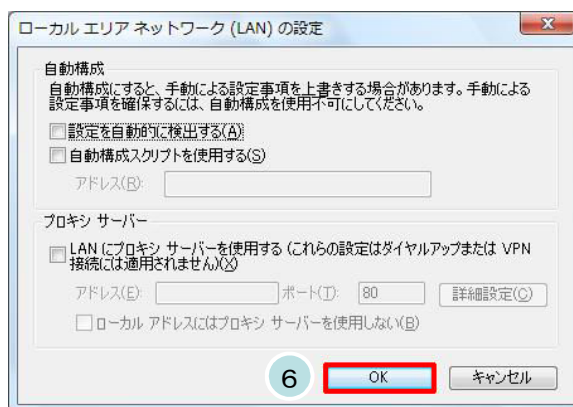 ローカル エリア ネットワーク (LAN) の設定
自動構成
自動構成にすると、手動による設定事項を上書きする場合があります。手動による
設定事項を確保するには、自動構成を使用不可にしてください。
設定を自動的に検出する(A)
自動構成スクリプトを使用する(S)
アドレス(R):
プロキシ サーバー
LAN にプロキシ サーバーを使用する (これらの設定はダイヤルアップまたは VPN
接続には適用されません)(X)
アドレス(E): ポート(T): 80 詳細設定(C)
ローカル アドレスにはプロキシ サーバーを使用しない(B)
6 OK キャンセル